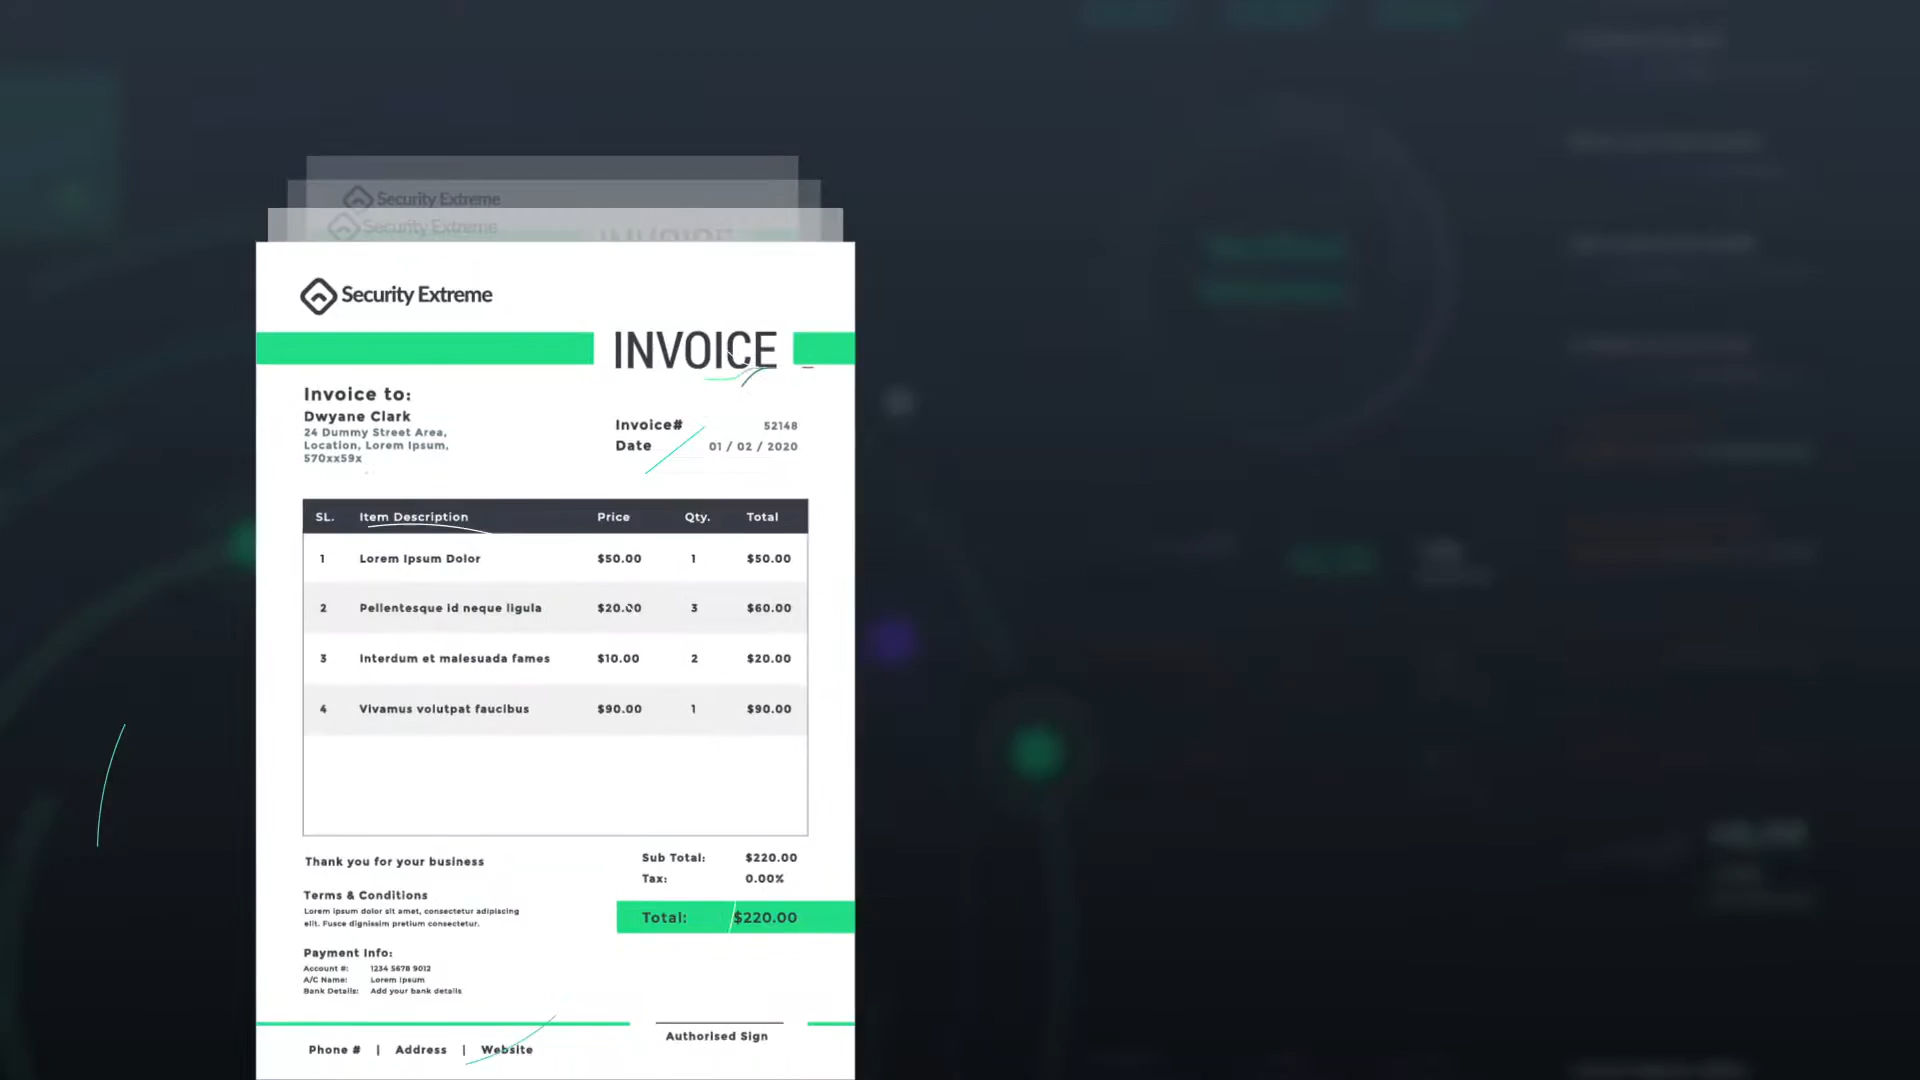 Security Extreme
Security Extreme
INVOICE
Security Extreme
INVOICE
Invoice to:
Dwyane Clark
24 Dummy Street Area,
Location, Lorem Ipsum,
570xx59x
Invoice# 52148
Date 01 / 02 / 2020
SL. Item Description Price Qty. Total
1 Lorem Ipsum Dolor $50.00 1 $50.00
2 Pellentesque id neque ligula $20.00 3 $60.00
3 Interdum et malesuada fames $10.00 2 $20.00
4 Vivamus volutpat faucibus $90.00 1 $90.00
Thank you for your business
Sub Total: $220.00
Tax: 0.00%
Total: $220.00
Terms & Conditions
Lorem ipsum dolor sit amet, consectetur adipiscing
elit. Fusce dignissim pretium consectetur.
Payment Info:
Account #: 1234 5678 9012
A/C Name: Lorem Ipsum
Bank Details: Add your bank details
Authorised Sign
Phone # | Address | Website